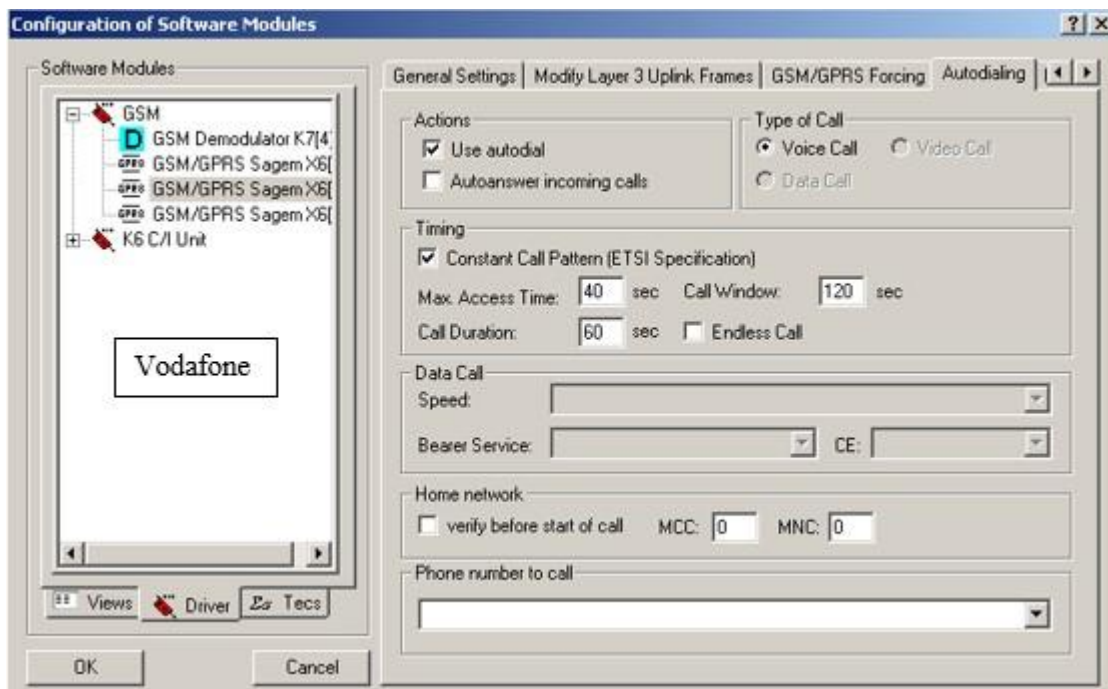 Configuration of Software Modules
Software Modules
GSM
D GSM Demodulator K7[4
GPRS GSM/GPRS Sagem X6[
GPRS GSM/GPRS Sagem X6[
GPRS GSM/GPRS Sagem X6[
K6 C/I Unit
Vodafone
Views Driver Tecs
OK Cancel
General Settings Modify Layer 3 Uplink Frames GSM/GPRS Forcing Autodialing
Actions
Use autodial
Autoanswer incoming calls
Type of Call
Voice Call Video Call
Data Call
Timing
Constant Call Pattern (ETSI Specification)
Max. Access Time: 40 sec Call Window: 120 sec
Call Duration: 60 sec Endless Call
Data Call
Speed:
Bearer Service: CE:
Home network
verify before start of call MCC: 0 MNC: 0
Phone number to call